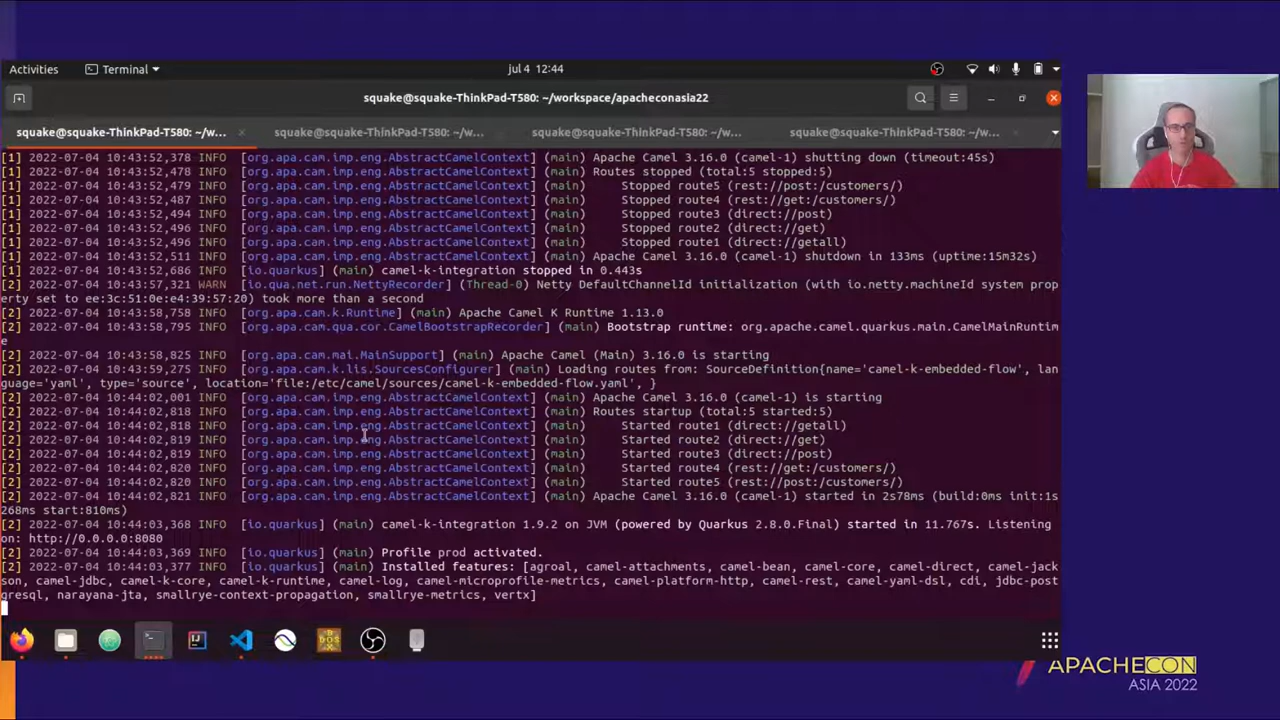 Activities
Terminal
jul 4 12:44
squake@squake-ThinkPad-T580: ~/workspace/apacheconasia22
squake@squake-ThinkPad-T580: ~/w...
squake@squake-ThinkPad-T580: ~/w...
squake@squake-ThinkPad-T580: ~/w...
squake@squake-ThinkPad-T580: ~/w...
[1] 2022-07-04 10:43:52,378 INFO  [org.apa.cam.imp.eng.AbstractCamelContext] (main) Apache Camel 3.16.0 (camel-1) shutting down (timeout:45s)
[1] 2022-07-04 10:43:52,478 INFO  [org.apa.cam.imp.eng.AbstractCamelContext] (main) Routes stopped (total:5 stopped:5)
[1] 2022-07-04 10:43:52,479 INFO  [org.apa.cam.imp.eng.AbstractCamelContext] (main)     Stopped route5 (rest://post:/customers/)
[1] 2022-07-04 10:43:52,487 INFO  [org.apa.cam.imp.eng.AbstractCamelContext] (main)     Stopped route4 (rest://get:/customers/)
[1] 2022-07-04 10:43:52,494 INFO  [org.apa.cam.imp.eng.AbstractCamelContext] (main)     Stopped route3 (direct://post)
[1] 2022-07-04 10:43:52,496 INFO  [org.apa.cam.imp.eng.AbstractCamelContext] (main)     Stopped route2 (direct://get)
[1] 2022-07-04 10:43:52,496 INFO  [org.apa.cam.imp.eng.AbstractCamelContext] (main)     Stopped route1 (direct://getall)
[1] 2022-07-04 10:43:52,511 INFO  [org.apa.cam.imp.eng.AbstractCamelContext] (main) Apache Camel 3.16.0 (camel-1) shutdown in 133ms (uptime:15m32s)
[1] 2022-07-04 10:43:52,686 INFO  [io.quarkus] (main) camel-k-integration stopped in 0.443s
[2] 2022-07-04 10:43:57,321 WARN  [io.qua.net.run.NettyRecorder] (Thread-0) Netty DefaultChannelId initialization (with io.netty.machineId system prop
erty set to ee:3c:51:0e:e4:39:57:20) took more than a second
[2] 2022-07-04 10:43:58,758 INFO  [org.apa.cam.k.Runtime] (main) Apache Camel K Runtime 1.13.0
[2] 2022-07-04 10:43:58,795 INFO  [org.apa.cam.qua.cor.CamelBootstrapRecorder] (main) Bootstrap runtime: org.apache.camel.quarkus.main.CamelMainRuntim
e
[2] 2022-07-04 10:43:58,825 INFO  [org.apa.cam.mai.MainSupport] (main) Apache Camel (Main) 3.16.0 is starting
[2] 2022-07-04 10:43:59,275 INFO  [org.apa.cam.k.lis.SourcesConfigurer] (main) Loading routes from: SourceDefinition{name='camel-k-embedded-flow', lan
guage='yaml', type='source', location='file:/etc/camel/sources/camel-k-embedded-flow.yaml', }
[2] 2022-07-04 10:44:02,001 INFO  [org.apa.cam.imp.eng.AbstractCamelContext] (main) Apache Camel 3.16.0 (camel-1) is starting
[2] 2022-07-04 10:44:02,818 INFO  [org.apa.cam.imp.eng.AbstractCamelContext] (main) Routes startup (total:5 started:5)
[2] 2022-07-04 10:44:02,818 INFO  [org.apa.cam.imp.eng.AbstractCamelContext] (main)     Started route1 (direct://getall)
[2] 2022-07-04 10:44:02,819 INFO  [org.apa.cam.imp.eng.AbstractCamelContext] (main)     Started route2 (direct://get)
[2] 2022-07-04 10:44:02,819 INFO  [org.apa.cam.imp.eng.AbstractCamelContext] (main)     Started route3 (direct://post)
[2] 2022-07-04 10:44:02,820 INFO  [org.apa.cam.imp.eng.AbstractCamelContext] (main)     Started route4 (rest://get:/customers/)
[2] 2022-07-04 10:44:02,820 INFO  [org.apa.cam.imp.eng.AbstractCamelContext] (main)     Started route5 (rest://post:/customers/)
[2] 2022-07-04 10:44:02,821 INFO  [org.apa.cam.imp.eng.AbstractCamelContext] (main) Apache Camel 3.16.0 (camel-1) started in 2s78ms (build:0ms init:1s
268ms start:810ms)
[2] 2022-07-04 10:44:03,368 INFO  [io.quarkus] (main) camel-k-integration 1.9.2 on JVM (powered by Quarkus 2.8.0.Final) started in 11.767s. Listening
on: http://0.0.0.0:8080
[2] 2022-07-04 10:44:03,369 INFO  [io.quarkus] (main) Profile prod activated.
[2] 2022-07-04 10:44:03,377 INFO  [io.quarkus] (main) Installed features: [agroal, camel-attachments, camel-bean, camel-core, camel-direct, camel-jack
son, camel-jdbc, camel-k-core, camel-k-runtime, camel-log, camel-microprofile-metrics, camel-platform-http, camel-rest, camel-yaml-dsl, cdi, jdbc-post
gresql, narayana-jta, smallrye-context-propagation, smallrye-metrics, vertx]
APACHECON
ASIA 2022